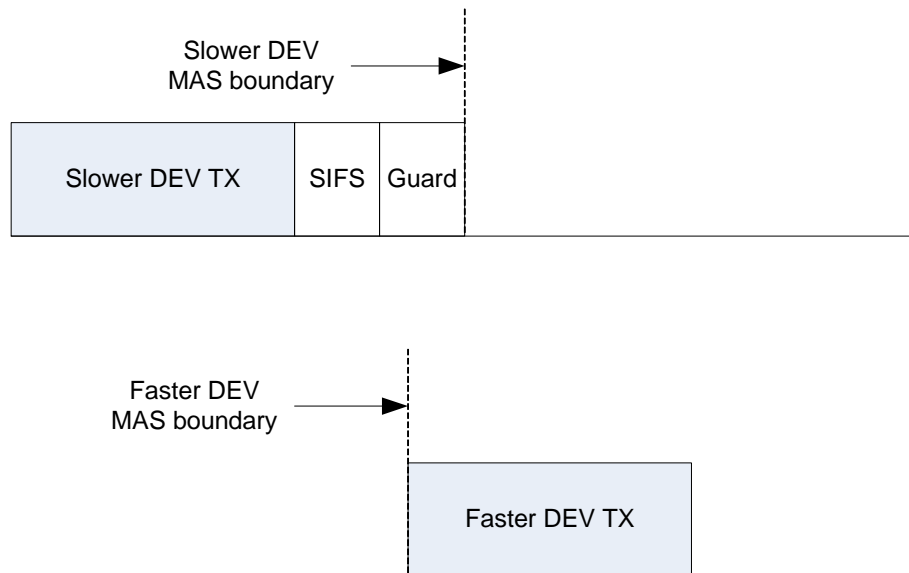 Slower DEV
MAS boundary
Slower DEV TX
SIFS
Guard
Faster DEV
MAS boundary
Faster DEV TX